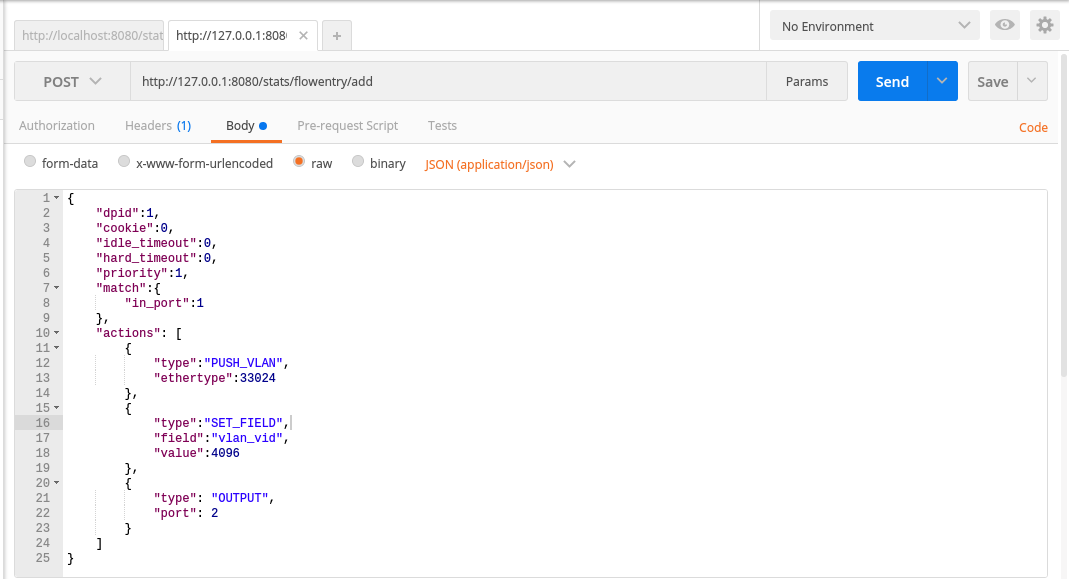 http://localhost:8080/stat http://127.0.0.1:808 × +
No Environment
POST http://127.0.0.1:8080/stats/flowentry/add Params Send Save
Authorization Headers (1) Body Pre-request Script Tests Code
form-data x-www-form-urlencoded raw binary JSON (application/json)
1 {
2 "dpid":1,
3 "cookie":0,
4 "idle_timeout":0,
5 "hard_timeout":0,
6 "priority":1,
7 "match":{
8 "in_port":1
9 },
10 "actions": [
11 {
12 "type":"PUSH_VLAN",
13 "ethertype":33024
14 },
15 {
16 "type":"SET_FIELD",
17 "field":"vlan_vid",
18 "value":4096
19 },
20 {
21 "type": "OUTPUT",
22 "port": 2
23 }
24 ]
25 }